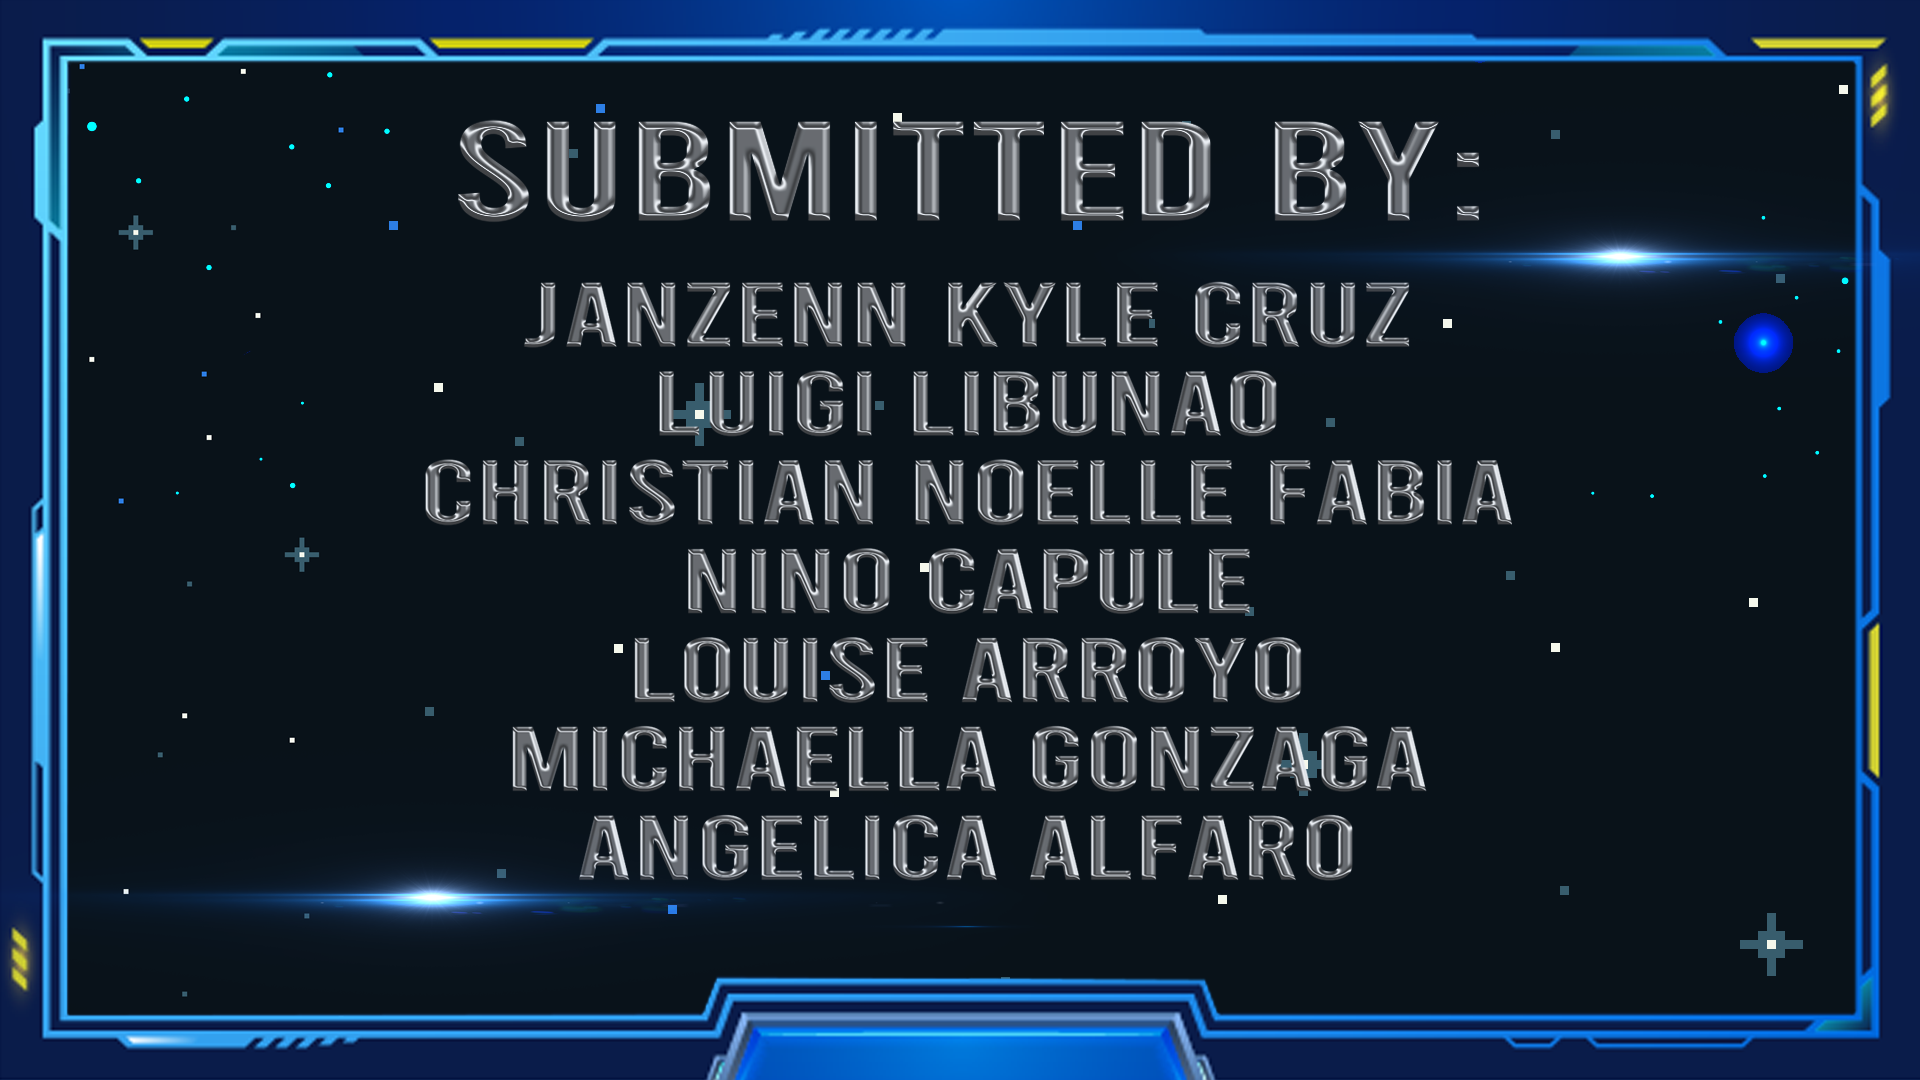 SUBMITTED BY:
JANZENN KYLE CRUZ
LUIGI LIBUNAO
CHRISTIAN NOELLE FABIA
NINO CAPULE
LOUISE ARROYO
MICHAELLA GONZAGA
ANGELICA ALFARO